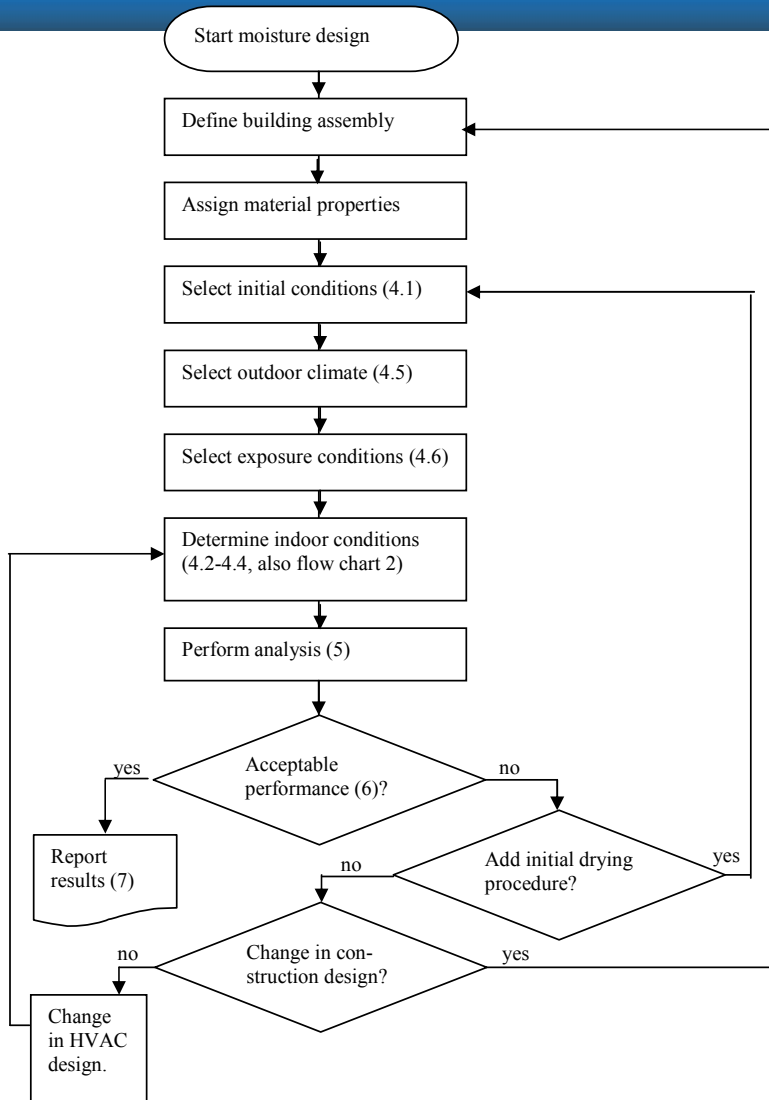 Start moisture design
Define building assembly
Assign material properties
Select initial conditions (4.1)
Select outdoor climate (4.5)
Select exposure conditions (4.6)
Determine indoor conditions
(4.2-4.4, also flow chart 2)
Perform analysis (5)
Acceptable
performance (6)?
yes
no
Report
results (7)
Add initial drying
procedure?
no
yes
Change in con-
struction design?
no
yes
Change
in HVAC
design.